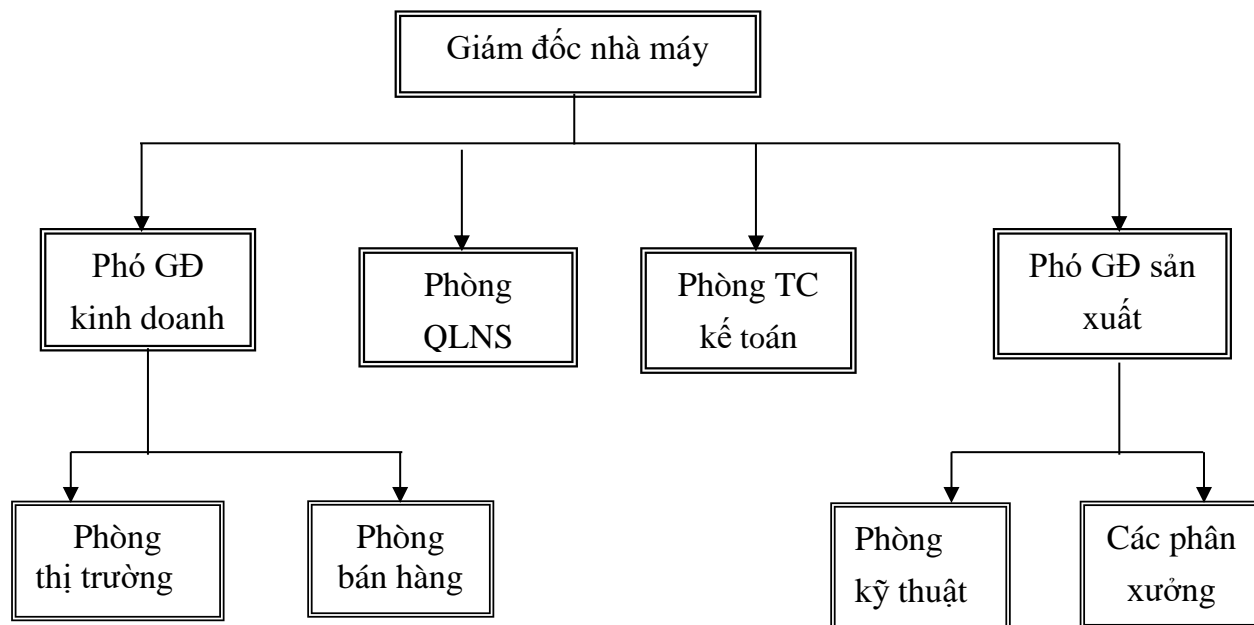 Giám đốc nhà máy
Phó GĐ
kinh doanh
Phòng
QLNS
Phòng TC
kế toán
Phó GĐ sản
xuất
Phòng
thị trường
Phòng
bán hàng
Phòng
kỹ thuật
Các phân
xưởng